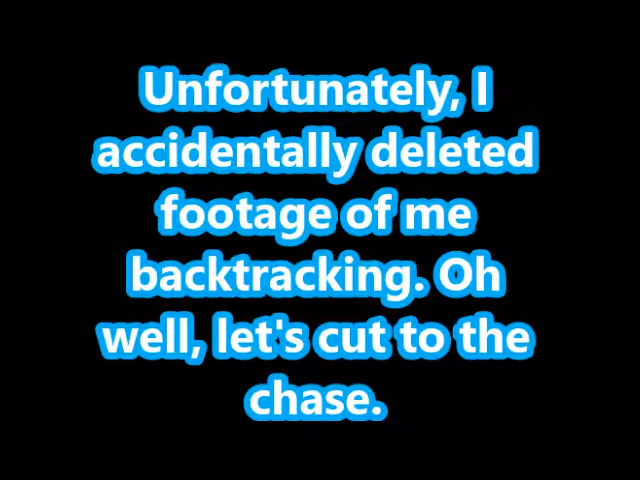 Unfortunately, I
accidentally deleted
footage of me
backtracking. Oh
well, let's cut to the
chase.